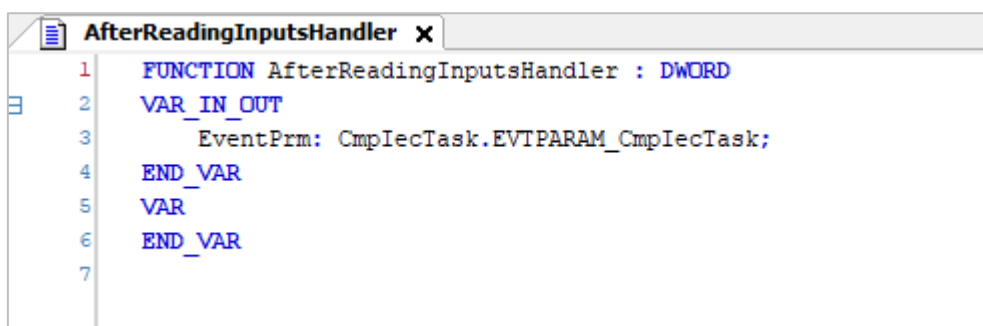 AfterReadingInputsHandler x
1 FUNCTION AfterReadingInputsHandler : DWORD
2 VAR_IN_OUT
3 EventPrm: CmpIecTask.EVTPARAM_CmpIecTask;
4 END_VAR
5 VAR
6 END_VAR
7